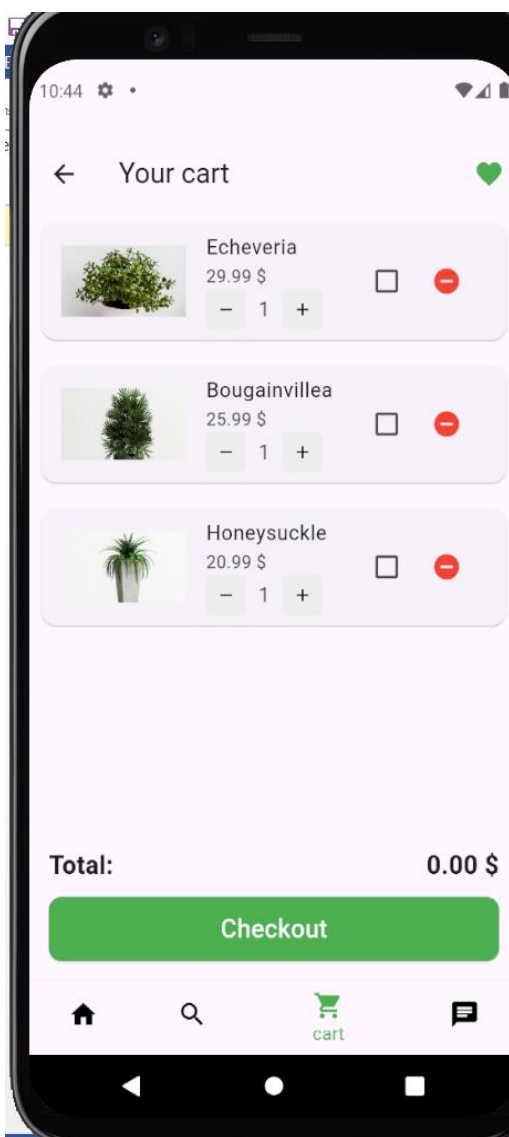 10:44
Your cart
Echeveria
29.99 $
− 1 +
Bougainvillea
25.99 $
− 1 +
Honeysuckle
20.99 $
− 1 +
Total: 0.00 $
Checkout
cart